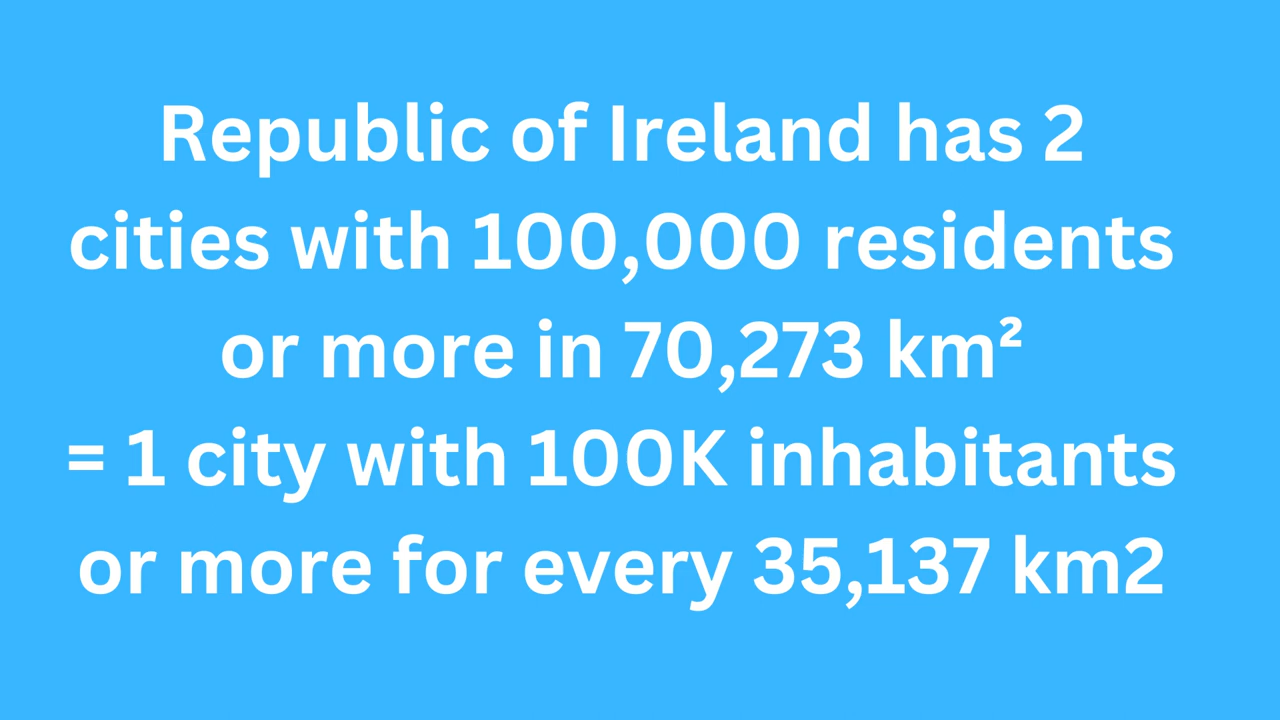 Republic of Ireland has 2
cities with 100,000 residents
or more in 70,273 km²
= 1 city with 100K inhabitants
or more for every 35,137 km2